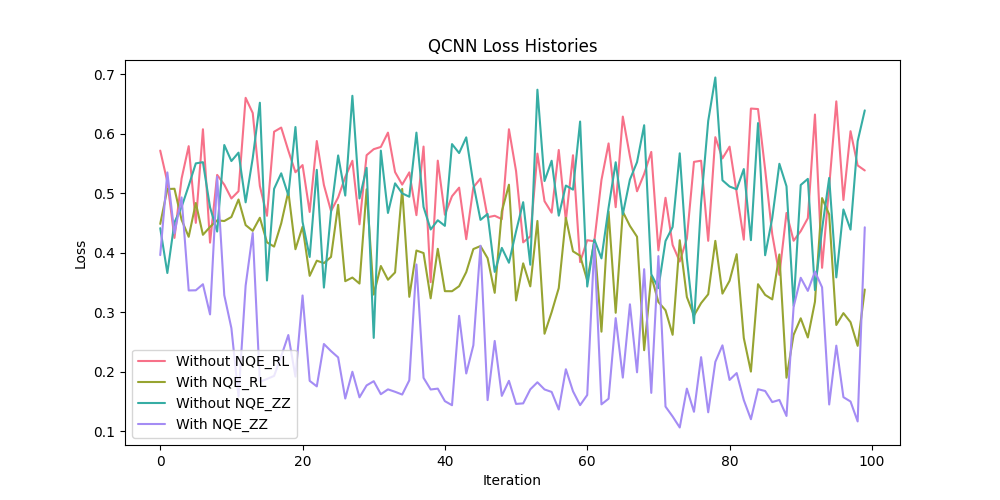 QCNN Loss Histories
Loss
0.7
0.6
0.5
0.4
0.3
0.2
0.1
Without NQE_RL
With NQE_RL
Without NQE_ZZ
With NQE_ZZ
0 20 40 60 80 100
Iteration